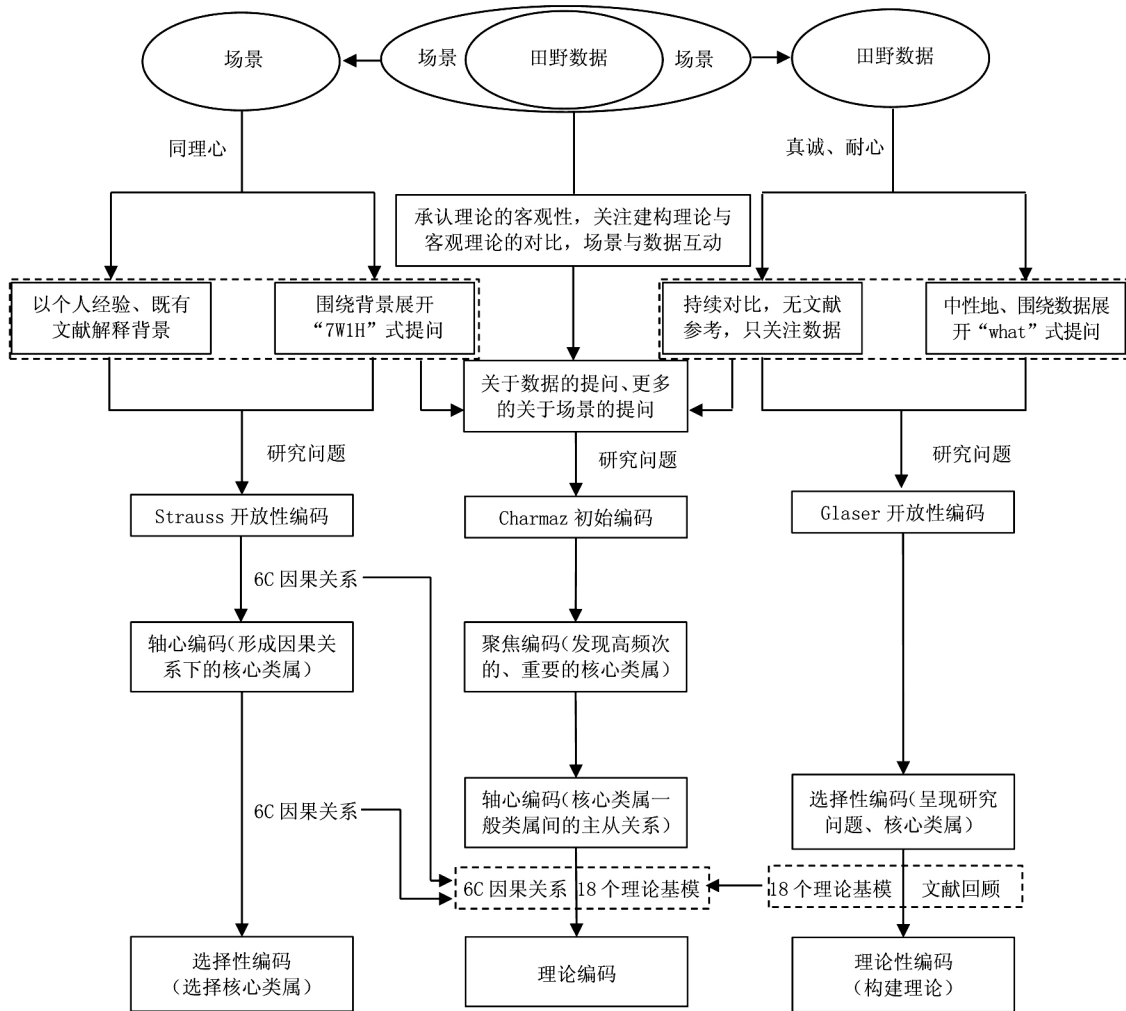 场景
场景
田野数据
场景
田野数据
同理心
真诚、耐心
承认理论的客观性，关注建构理论与
客观理论的对比，场景与数据互动
以个人经验、既有
文献解释背景
围绕背景展开
“7W1H”式提问
持续对比，无文献
参考，只关注数据
中性地、围绕数据展
开“what”式提问
关于数据的提问、更多
的关于场景的提问
研究问题
研究问题
研究问题
Strauss 开放性编码
Charmaz 初始编码
Glaser 开放性编码
6C 因果关系
轴心编码(形成因果关
系下的核心类属)
聚焦编码(发现高频次
的、重要的核心类属)
6C 因果关系
轴心编码(核心类属一
般类属间的主从关系)
选择性编码(呈现研究
问题、核心类属)
6C 因果关系
18 个理论基模
18 个理论基模
文献回顾
选择性编码
(选择核心类属)
理论编码
理论性编码
(构建理论)